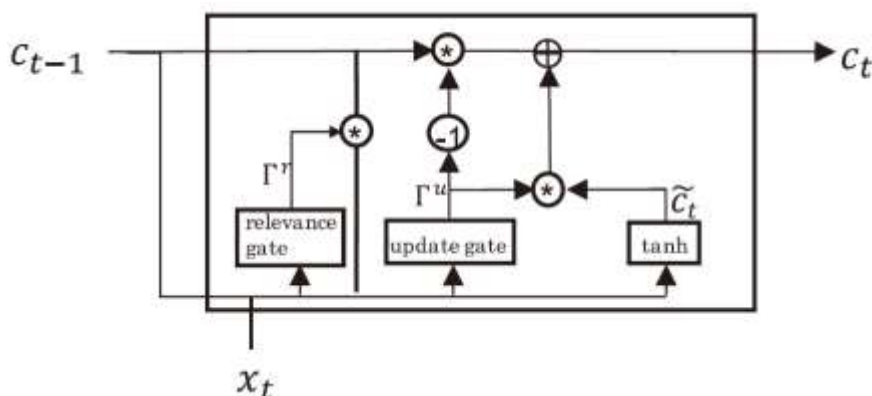 c_{t-1}
*
⊕
c_t
*
-1
Γ^r
Γ^u
*
c̃_t
relevance
gate
update gate
tanh
x_t